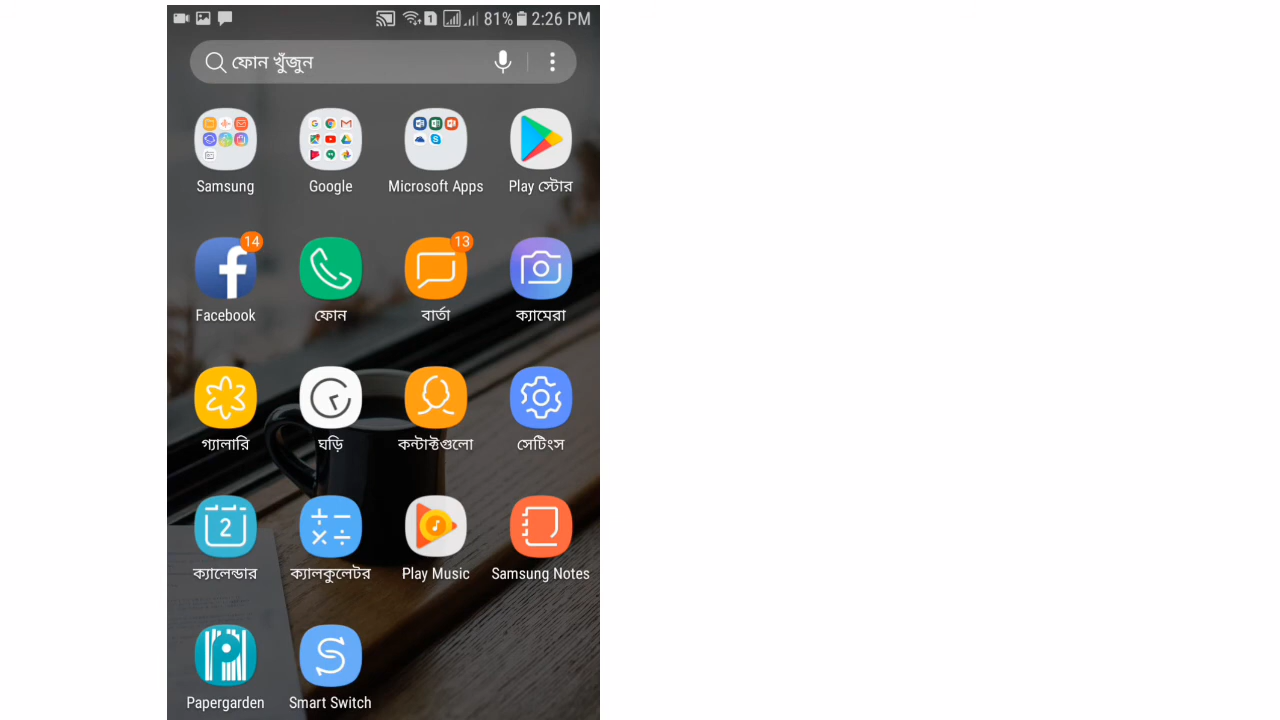 1 81% 2:26 PM
ফোন খুঁজুন
Samsung Google Microsoft Apps Play স্টোর
14 13
Facebook ফোন বার্তা ক্যামেরা
গ্যালারি ঘড়ি কন্টাক্টগুলো সেটিংস
2
ক্যালেন্ডার ক্যালকুলেটর Play Music Samsung Notes
Papergarden Smart Switch